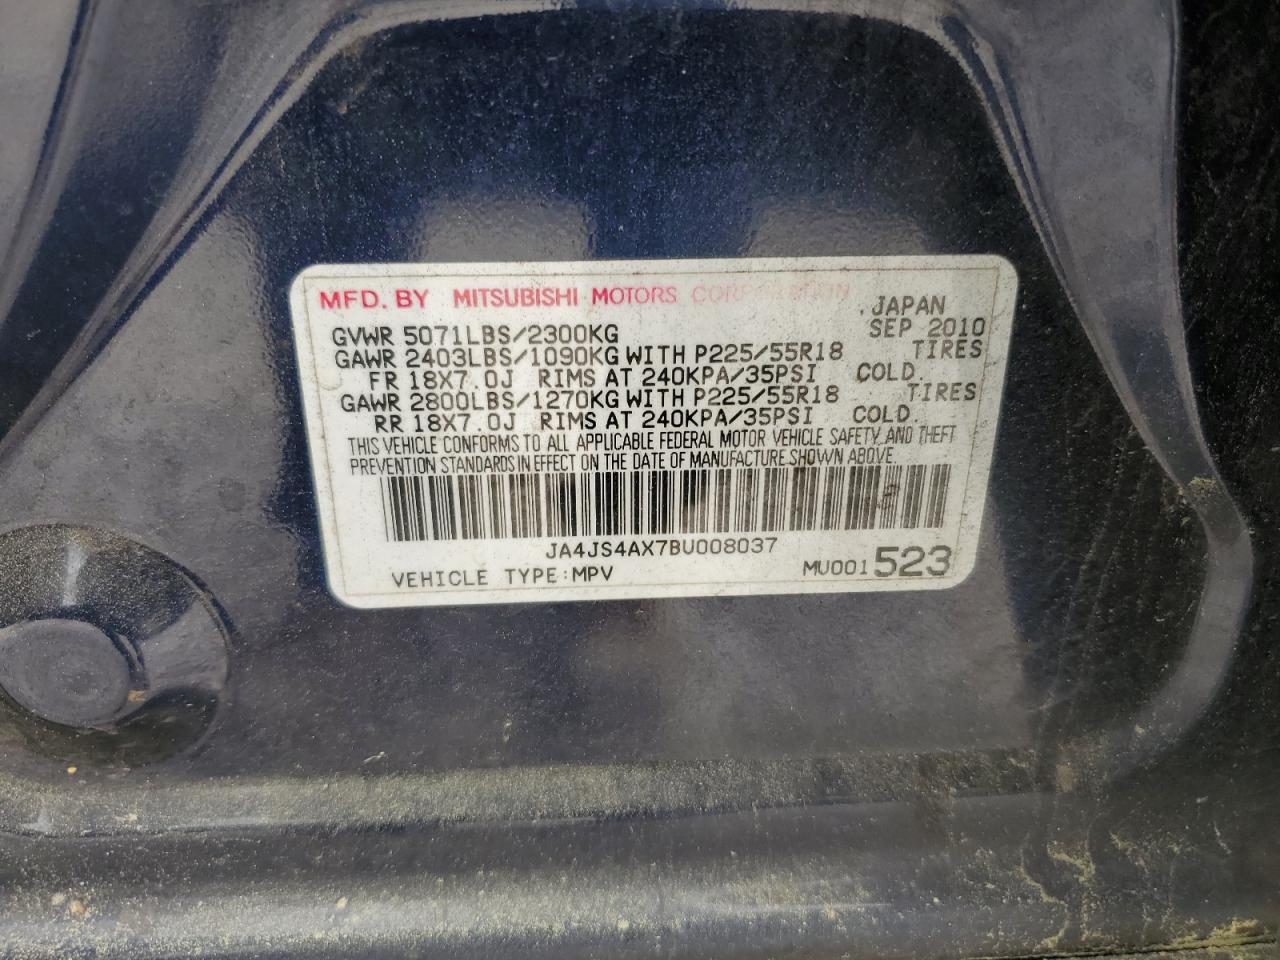 MFD. BY MITSUBISHI MOTORS CORPORATION
JAPAN
GVWR 5071LBS/2300KG SEP 2010
GAWR 2403LBS/1090KG WITH P225/55R18 TIRES
FR 18X7.0J RIMS AT 240KPA/35PSI COLD.
GAWR 2800LBS/1270KG WITH P225/55R18 TIRES
RR 18X7.0J RIMS AT 240KPA/35PSI COLD.
THIS VEHICLE CONFORMS TO ALL APPLICABLE FEDERAL MOTOR VEHICLE SAFETY AND THEFT
PREVENTION STANDARDS IN EFFECT ON THE DATE OF MANUFACTURE SHOWN ABOVE.
JA4JS4AX7BU008037
VEHICLE TYPE:MPV MU001523